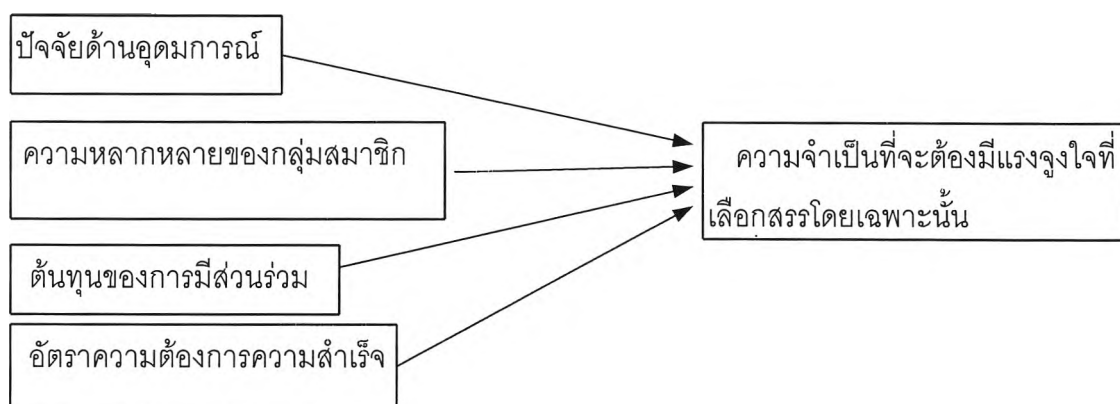 ปัจจัยด้านอุดมการณ์
ความหลากหลายของกลุ่มสมาชิก
ต้นทุนของการมีส่วนร่วม
อัตราความต้องการความสำเร็จ
ความจำเป็นที่จะต้องมีแรงจูงใจที่
เลือกสรรโดยเฉพาะนั้น